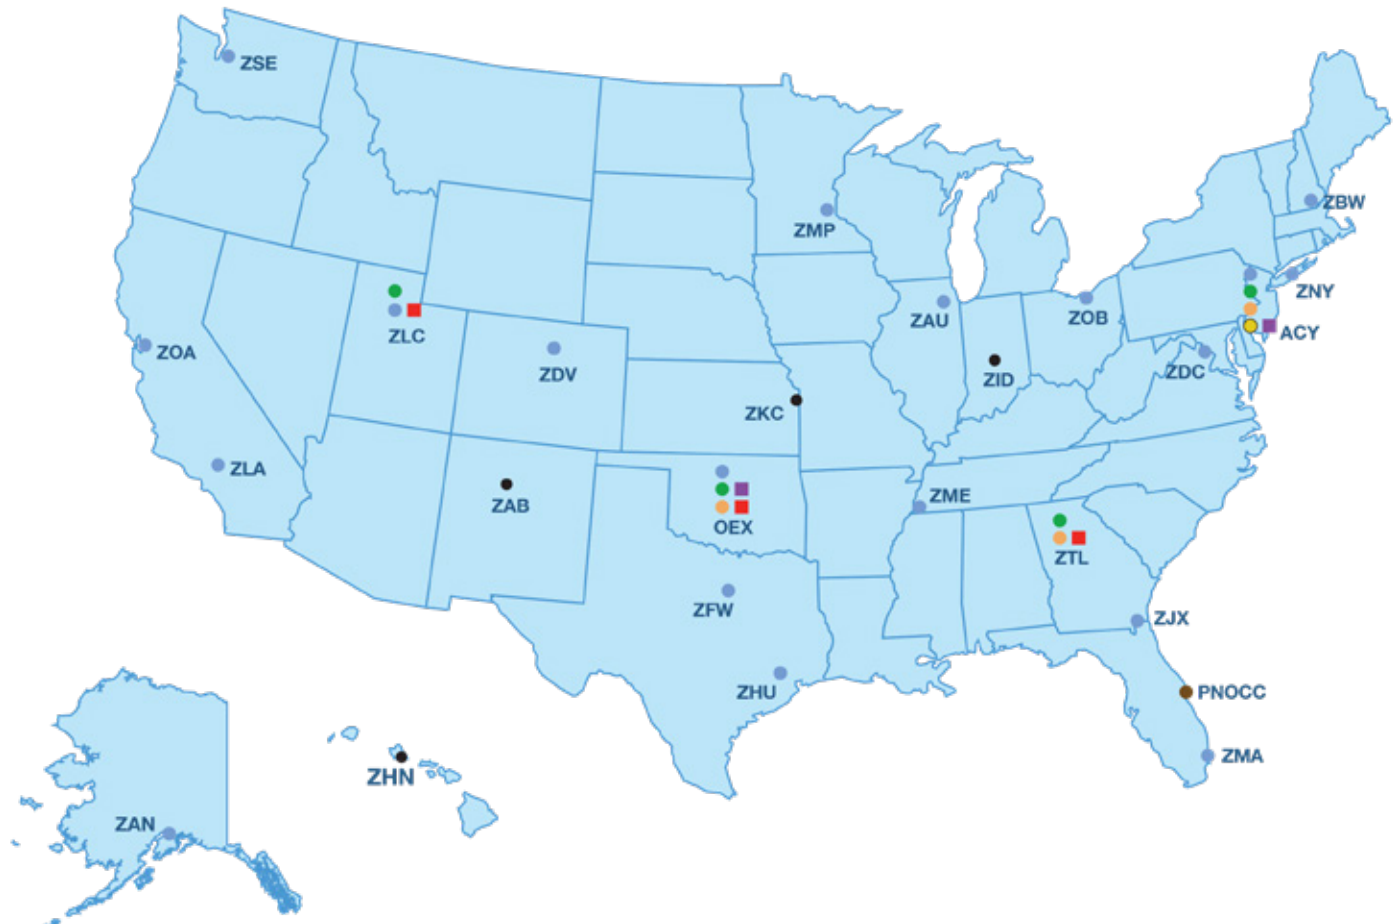 ZSE
ZBW
ZMP
ZNY
ZAU
ZOB
ACY
ZLC
ZOA
ZDV
ZID
ZDC
ZKC
ZLA
ZAB
ZME
OEX
ZTL
ZFW
ZJX
ZHU
PNOCC
ZMA
ZHN
ZAN